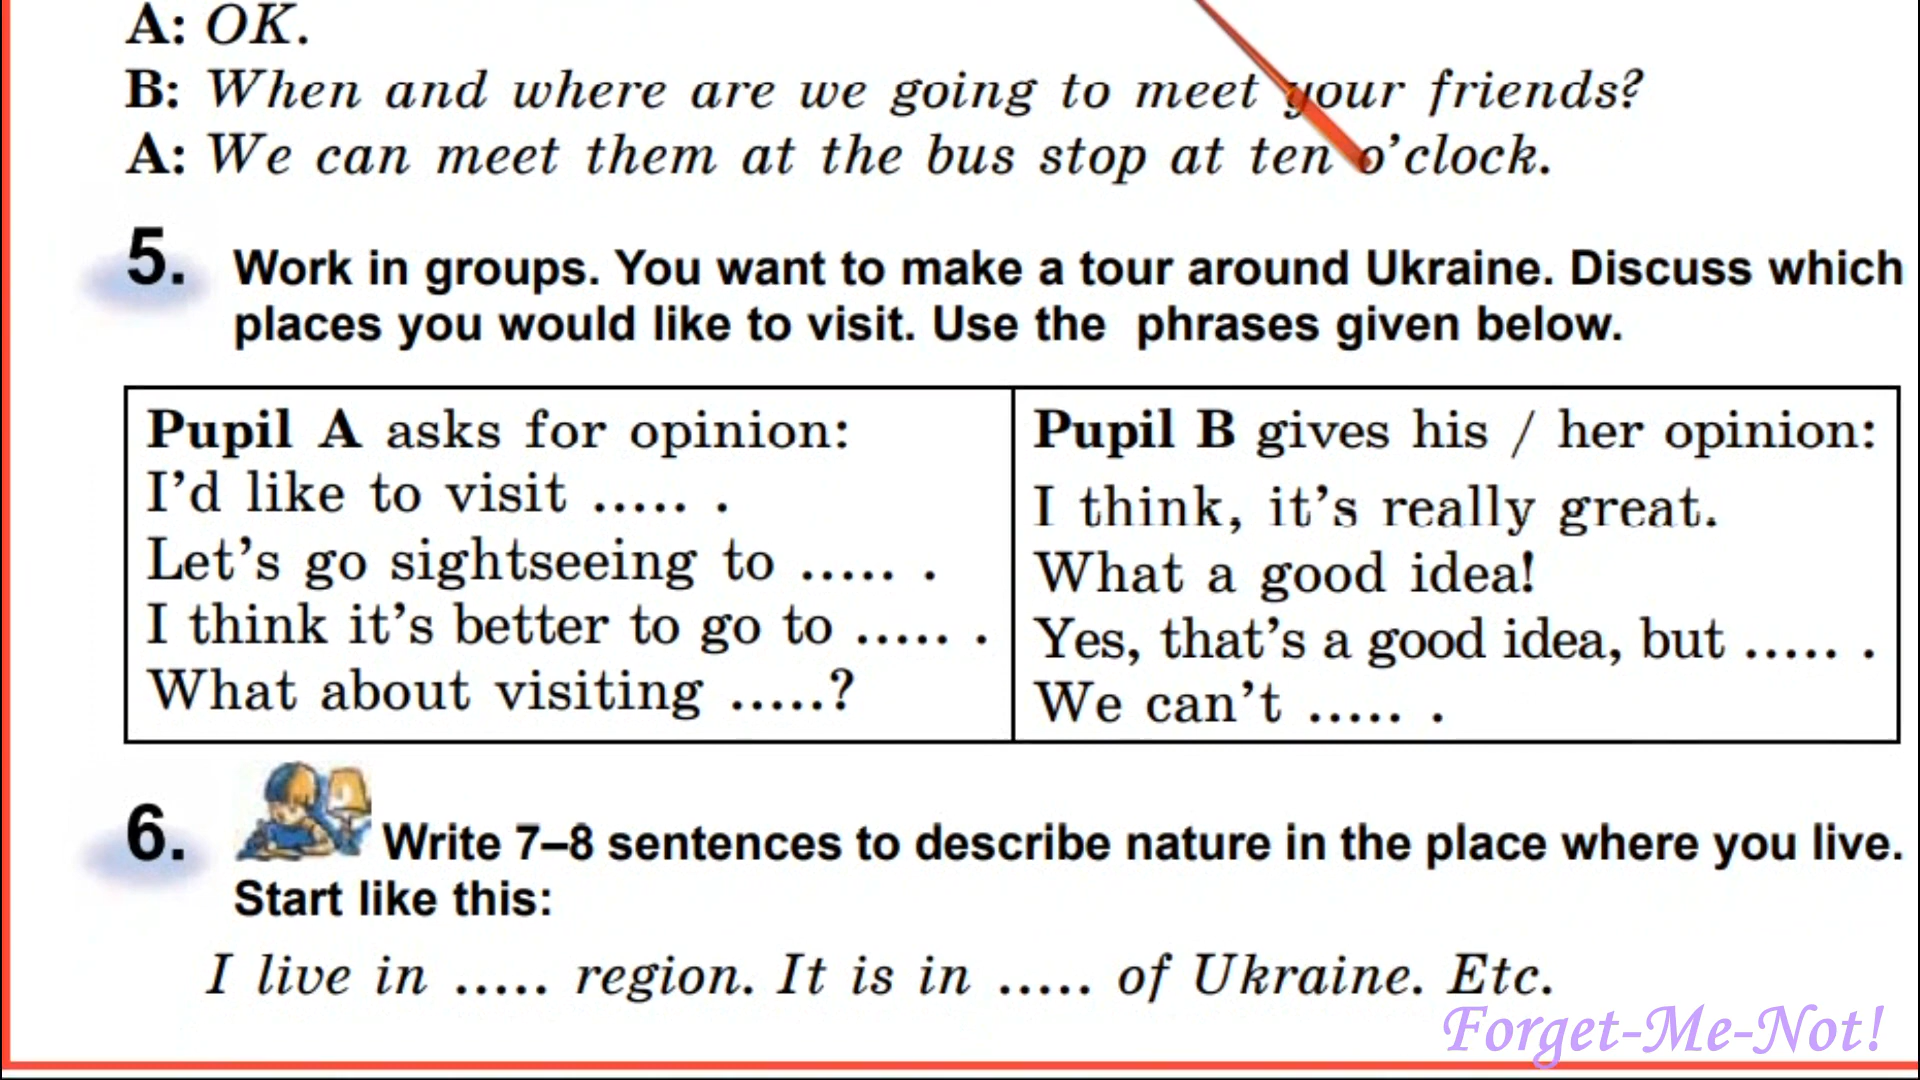 A: OK.
B: When and where are we going to meet your friends?
A: We can meet them at the bus stop at ten o’clock.
5. Work in groups. You want to make a tour around Ukraine. Discuss which
places you would like to visit. Use the phrases given below.
Pupil A asks for opinion:
I’d like to visit ..... .
Let’s go sightseeing to ..... .
I think it’s better to go to ..... .
What about visiting .....?
Pupil B gives his / her opinion:
I think, it’s really great.
What a good idea!
Yes, that’s a good idea, but ..... .
We can’t ..... .
6. Write 7–8 sentences to describe nature in the place where you live.
Start like this:
I live in ..... region. It is in ..... of Ukraine. Etc.
Forget-Me-Not!